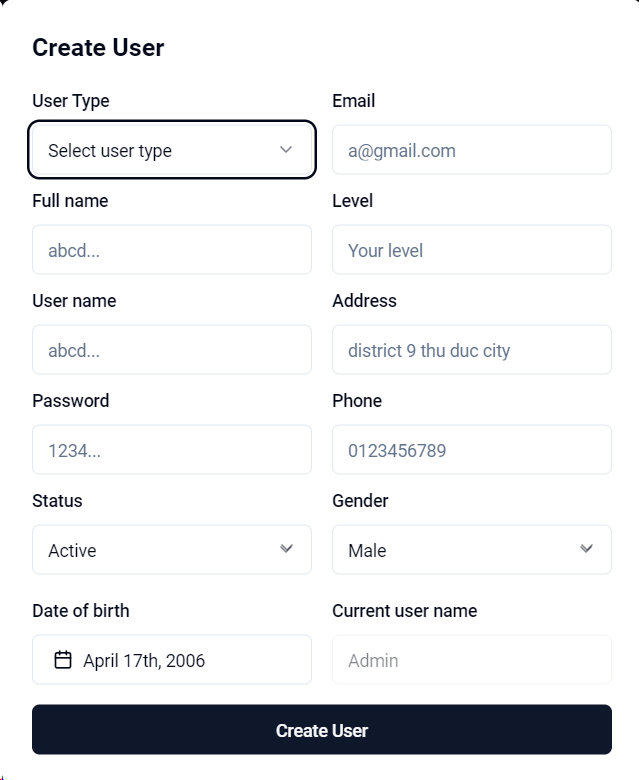 Create User
User Type
Email
Select user type
a@gmail.com
Full name
Level
abcd...
Your level
User name
Address
abcd...
district 9 thu duc city
Password
Phone
1234...
0123456789
Status
Gender
Active
Male
Date of birth
Current user name
April 17th, 2006
Admin
Create User